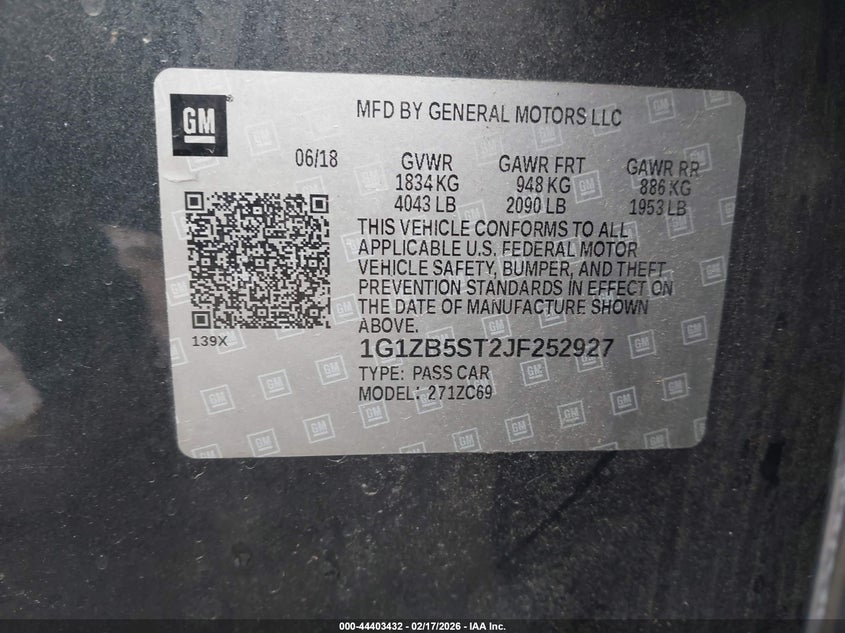 GM
MFD BY GENERAL MOTORS LLC
06/18
GVWR GAWR FRT GAWR RR
1834 KG 948 KG 886 KG
4043 LB 2090 LB 1953 LB
THIS VEHICLE CONFORMS TO ALL
APPLICABLE U.S. FEDERAL MOTOR
VEHICLE SAFETY, BUMPER, AND THEFT
PREVENTION STANDARDS IN EFFECT ON
THE DATE OF MANUFACTURE SHOWN
ABOVE.
139X
1G1ZB5ST2JF252927
TYPE: PASS CAR
MODEL: 271ZC69
000-44403432 - 02/17/2026 - IAA Inc.